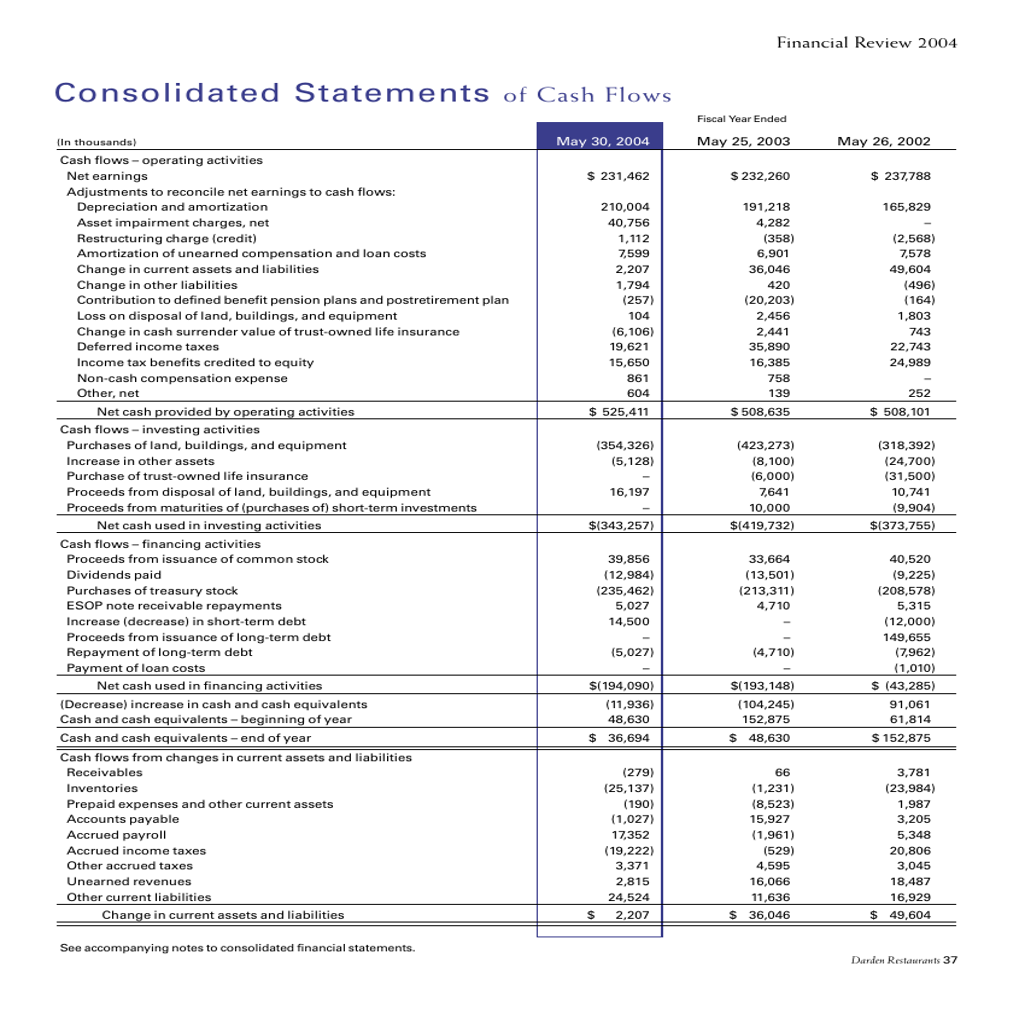 Financial Review 2004
Consolidated Statements of Cash Flows
Fiscal Year Ended
(In thousands) May 30, 2004 May 25, 2003 May 26, 2002
Cash flows – operating activities
Net earnings $ 231,462 $ 232,260 $ 237,788
Adjustments to reconcile net earnings to cash flows:
Depreciation and amortization 210,004 191,218 165,829
Asset impairment charges, net 40,756 4,282 –
Restructuring charge (credit) 1,112 (358) (2,568)
Amortization of unearned compensation and loan costs 7,599 6,901 7,578
Change in current assets and liabilities 2,207 36,046 49,604
Change in other liabilities 1,794 420 (496)
Contribution to defined benefit pension plans and postretirement plan (257) (20,203) (164)
Loss on disposal of land, buildings, and equipment 104 2,456 1,803
Change in cash surrender value of trust-owned life insurance (6,106) 2,441 743
Deferred income taxes 19,621 35,890 22,743
Income tax benefits credited to equity 15,650 16,385 24,989
Non-cash compensation expense 861 758 –
Other, net 604 139 252
Net cash provided by operating activities $ 525,411 $ 508,635 $ 508,101
Cash flows – investing activities
Purchases of land, buildings, and equipment (354,326) (423,273) (318,392)
Increase in other assets (5,128) (8,100) (24,700)
Purchase of trust-owned life insurance – (6,000) (31,500)
Proceeds from disposal of land, buildings, and equipment 16,197 7,641 10,741
Proceeds from maturities of (purchases of) short-term investments – 10,000 (9,904)
Net cash used in investing activities $(343,257) $(419,732) $(373,755)
Cash flows – financing activities
Proceeds from issuance of common stock 39,856 33,664 40,520
Dividends paid (12,984) (13,501) (9,225)
Purchases of treasury stock (235,462) (213,311) (208,578)
ESOP note receivable repayments 5,027 4,710 5,315
Increase (decrease) in short-term debt 14,500 – (12,000)
Proceeds from issuance of long-term debt – – 149,655
Repayment of long-term debt (5,027) (4,710) (7,962)
Payment of loan costs – – (1,010)
Net cash used in financing activities $(194,090) $(193,148) $ (43,285)
(Decrease) increase in cash and cash equivalents (11,936) (104,245) 91,061
Cash and cash equivalents – beginning of year 48,630 152,875 61,814
Cash and cash equivalents – end of year $ 36,694 $ 48,630 $ 152,875
Cash flows from changes in current assets and liabilities
Receivables (279) 66 3,781
Inventories (25,137) (1,231) (23,984)
Prepaid expenses and other current assets (190) (8,523) 1,987
Accounts payable (1,027) 15,927 3,205
Accrued payroll 17,352 (1,961) 5,348
Accrued income taxes (19,222) (529) 20,806
Other accrued taxes 3,371 4,595 3,045
Unearned revenues 2,815 16,066 18,487
Other current liabilities 24,524 11,636 16,929
Change in current assets and liabilities $ 2,207 $ 36,046 $ 49,604
See accompanying notes to consolidated financial statements.
Darden Restaurants 37